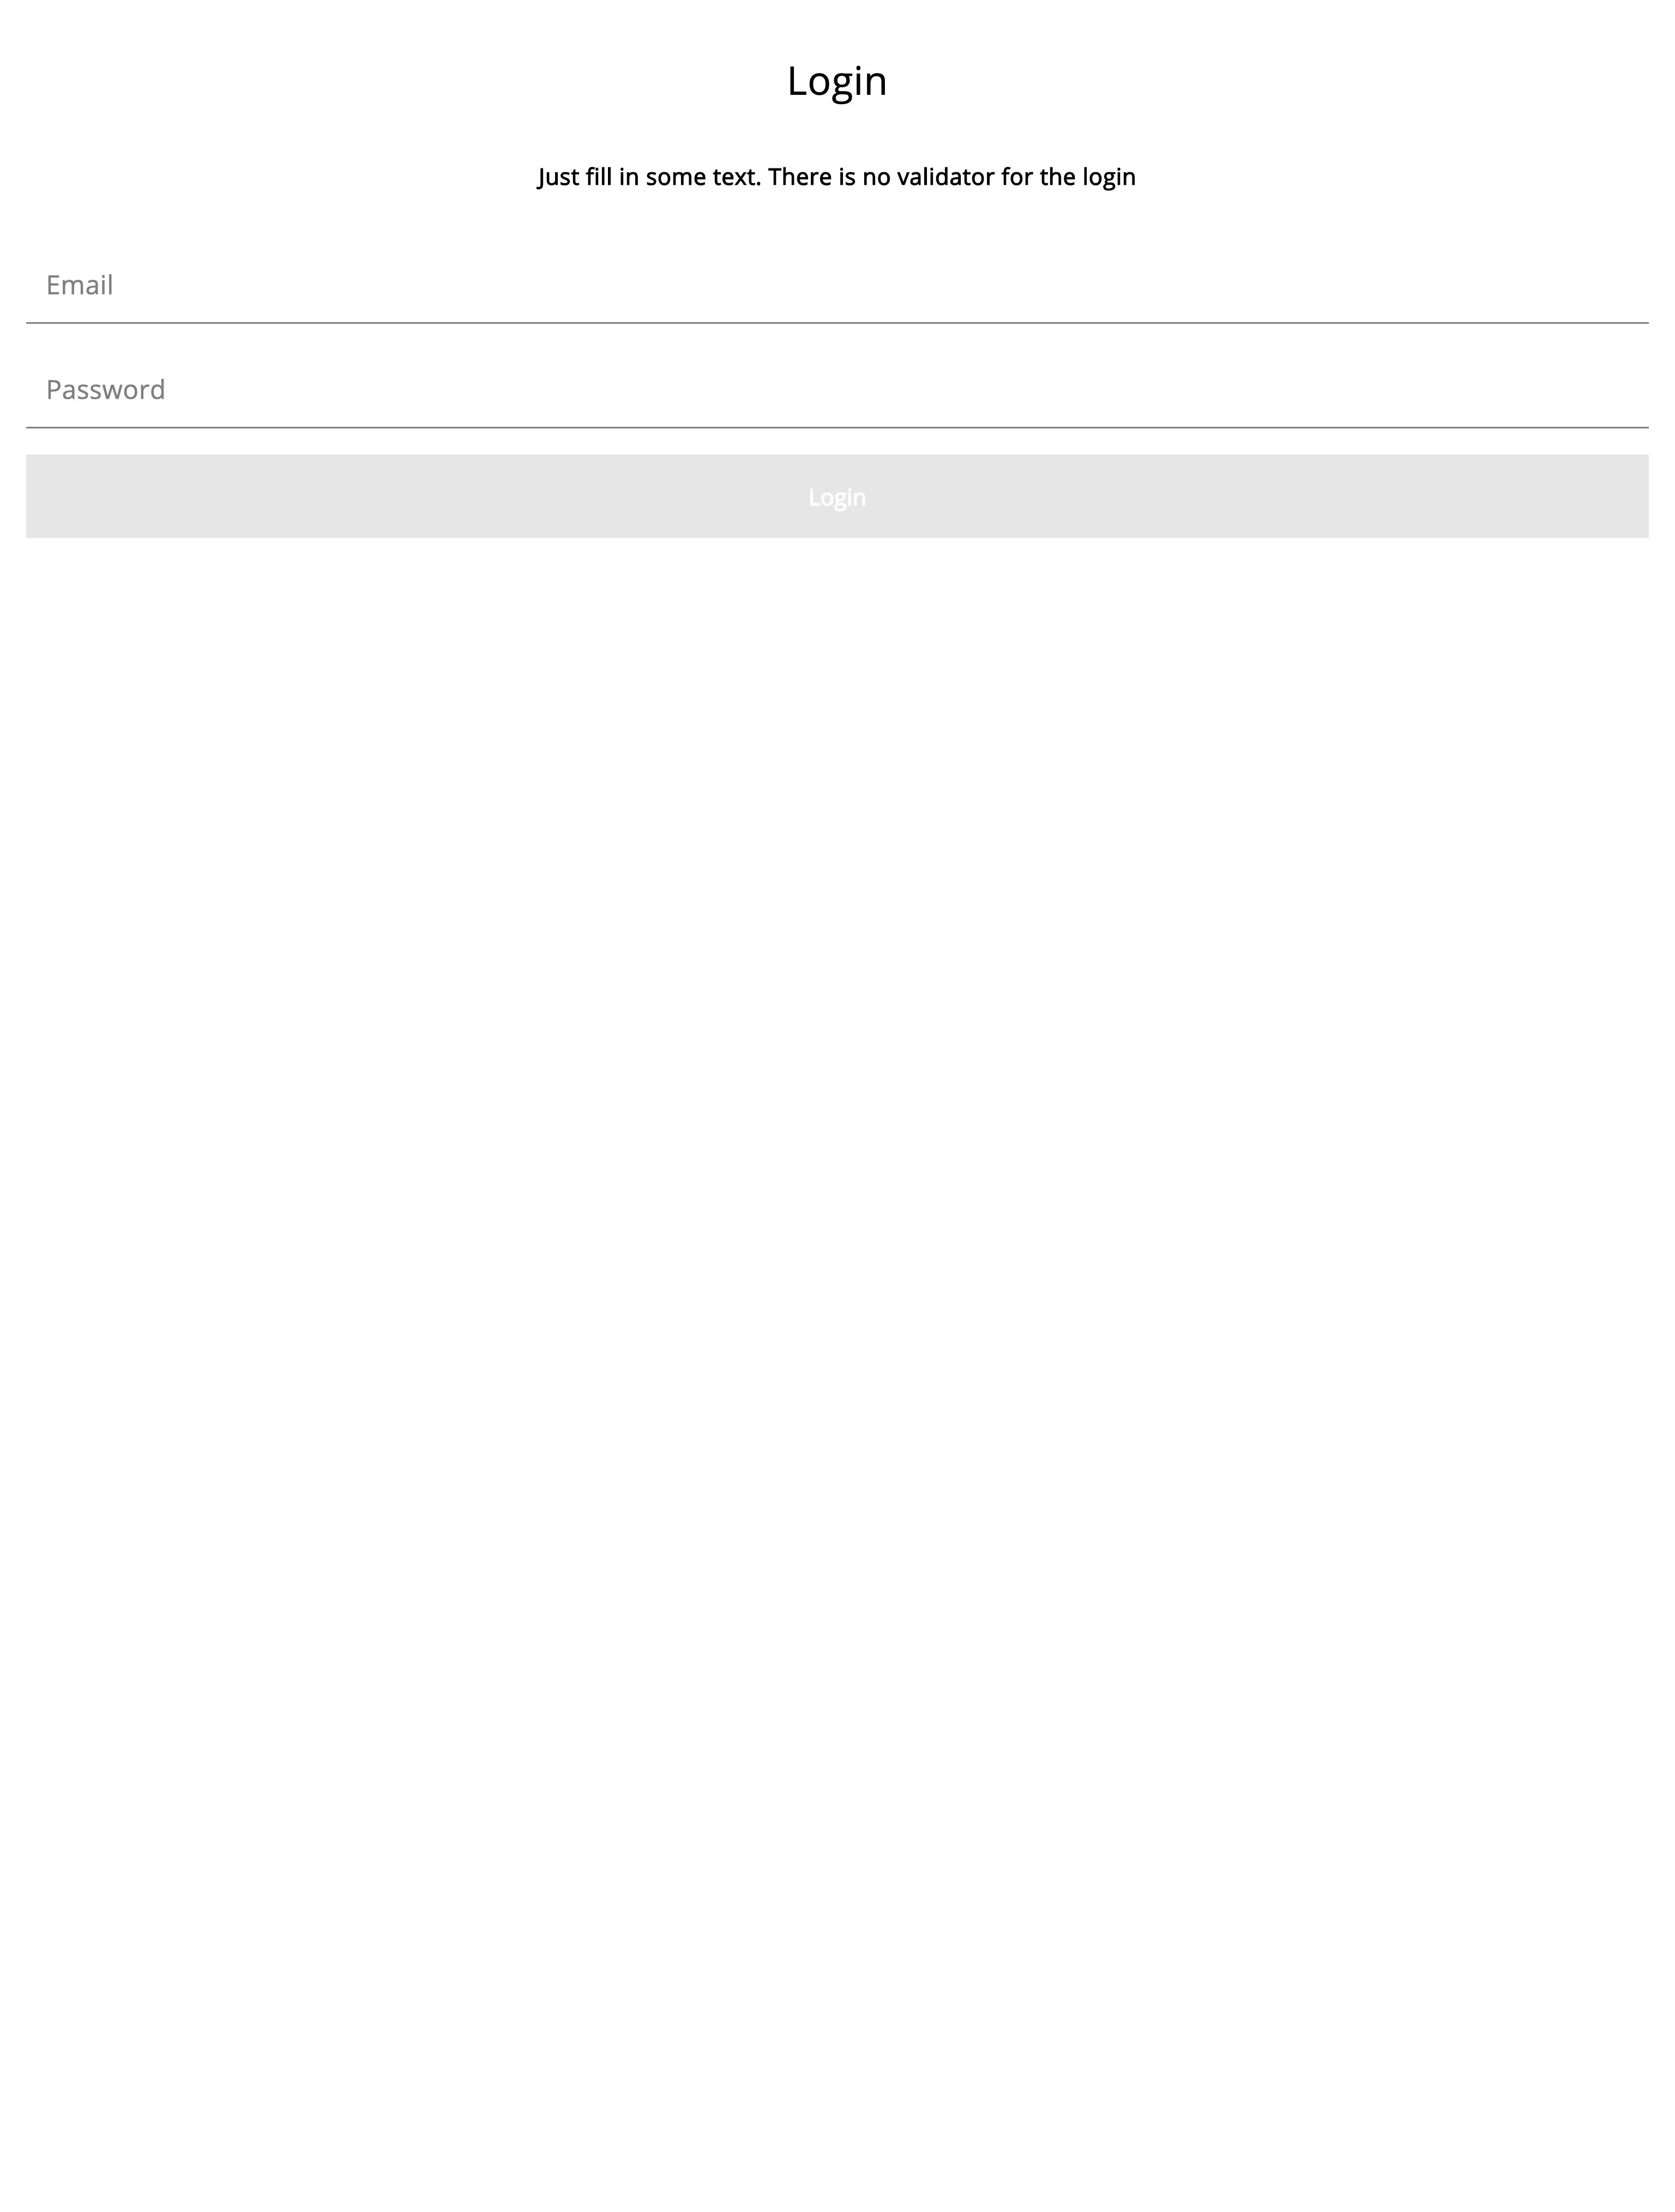 Login
Just fill in some text. There is no validator for the login
Email
Password
Login